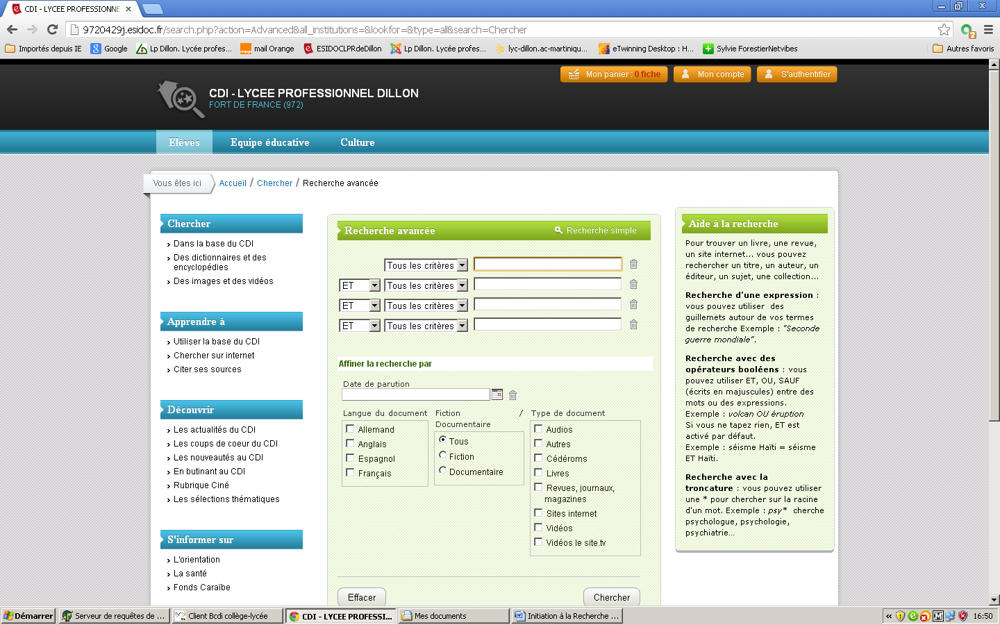 CDI - LYCEE PROFESSIONNE
9720429j.esidoc.fr/search.php?action=Advanced&all_institutions=&lookfor=&type=all&search=Chercher
Importés depuis IE
Google
Lp Dillon. Lycée profes...
mail Orange
ESIDOCLPRdeDillon
Lp Dillon. Lycée profes...
lyc-dillon.ac-martiniqu...
eTwinning Desktop : H...
Sylvie ForestierNetvibes
Autres favoris
2
Mon panier : 0 fiche
Mon compte
S'authentifier
CDI - LYCEE PROFESSIONNEL DILLON
FORT DE FRANCE (972)
Elèves
Equipe éducative
Culture
Vous êtes ici
Accueil / Chercher / Recherche avancée
Chercher
Dans la base du CDI
Des dictionnaires et des
encyclopédies
Des images et des vidéos
Apprendre à
Utiliser la base du CDI
Chercher sur internet
Citer ses sources
Découvrir
Les actualités du CDI
Les coups de coeur du CDI
Les nouveautés au CDI
En butinant au CDI
Rubrique Ciné
Les sélections thématiques
S'informer sur
L'orientation
La santé
Fonds Caraïbe
Recherche avancée
Recherche simple
Tous les critères
ET Tous les critères
ET Tous les critères
ET Tous les critères
Affiner la recherche par
Date de parution
Langue du document
Allemand
Anglais
Espagnol
Français
Fiction /
Documentaire
Tous
Fiction
Documentaire
Type de document
Audios
Autres
Cédéroms
Livres
Revues, journaux,
magazines
Sites internet
Vidéos
Vidéos le site.tv
Effacer
Chercher
Aide à la recherche
Pour trouver un livre, une revue,
un site internet... vous pouvez
rechercher un titre, un auteur, un
éditeur, un sujet, une collection...
Recherche d'une expression :
vous pouvez utiliser des
guillemets autour de vos termes
de recherche Exemple : "Seconde
guerre mondiale".
Recherche avec des
opérateurs booléens : vous
pouvez utiliser ET, OU, SAUF
(écrits en majuscules) entre des
mots ou des expressions.
Exemple : volcan OU éruption
Si vous ne tapez rien, ET est
activé par défaut.
Exemple : séisme Haïti = séisme
ET Haïti.
Recherche avec la
troncature : vous pouvez utiliser
une * pour chercher sur la racine
d'un mot. Exemple : psy* cherche
psychologue, psychologie,
psychiatrie...
Démarrer
Serveur de requêtes de ...
Client Bcdi collège-lycée
CDI - LYCEE PROFESSI...
Mes documents
Initiation à la Recherche ...
16:50